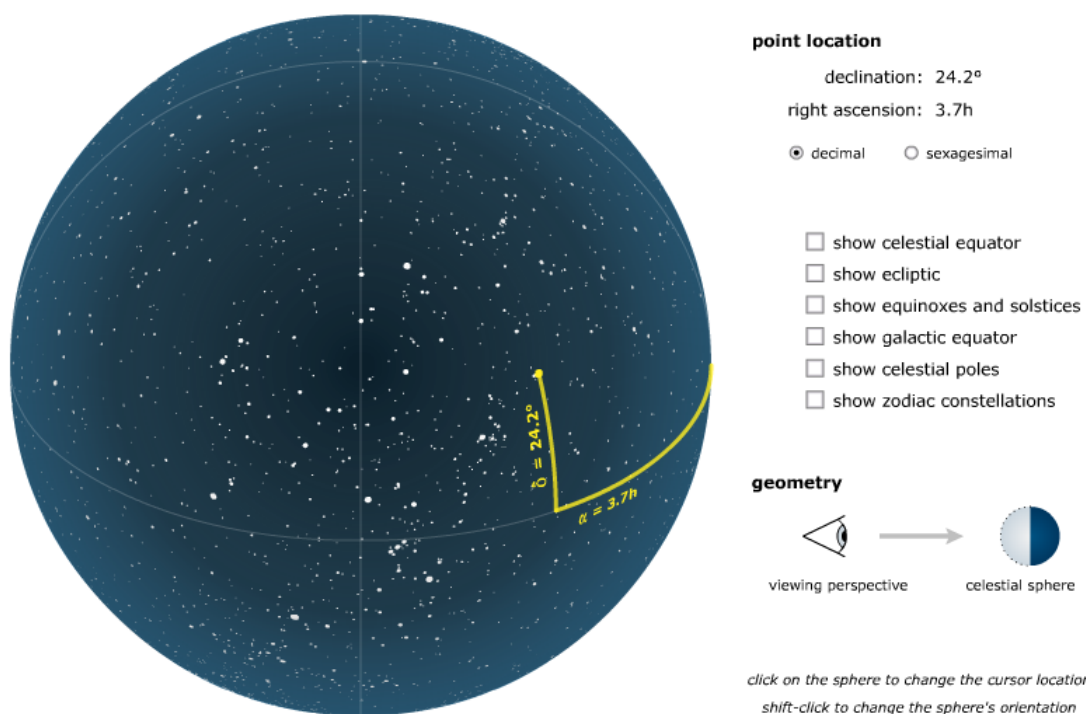 point location
declination: 24.2°
right ascension: 3.7h
decimal
sexagesimal
show celestial equator
show ecliptic
show equinoxes and solstices
show galactic equator
show celestial poles
show zodiac constellations
δ = 24.2°
α = 3.7h
geometry
viewing perspective
celestial sphere
click on the sphere to change the cursor location
shift-click to change the sphere's orientation